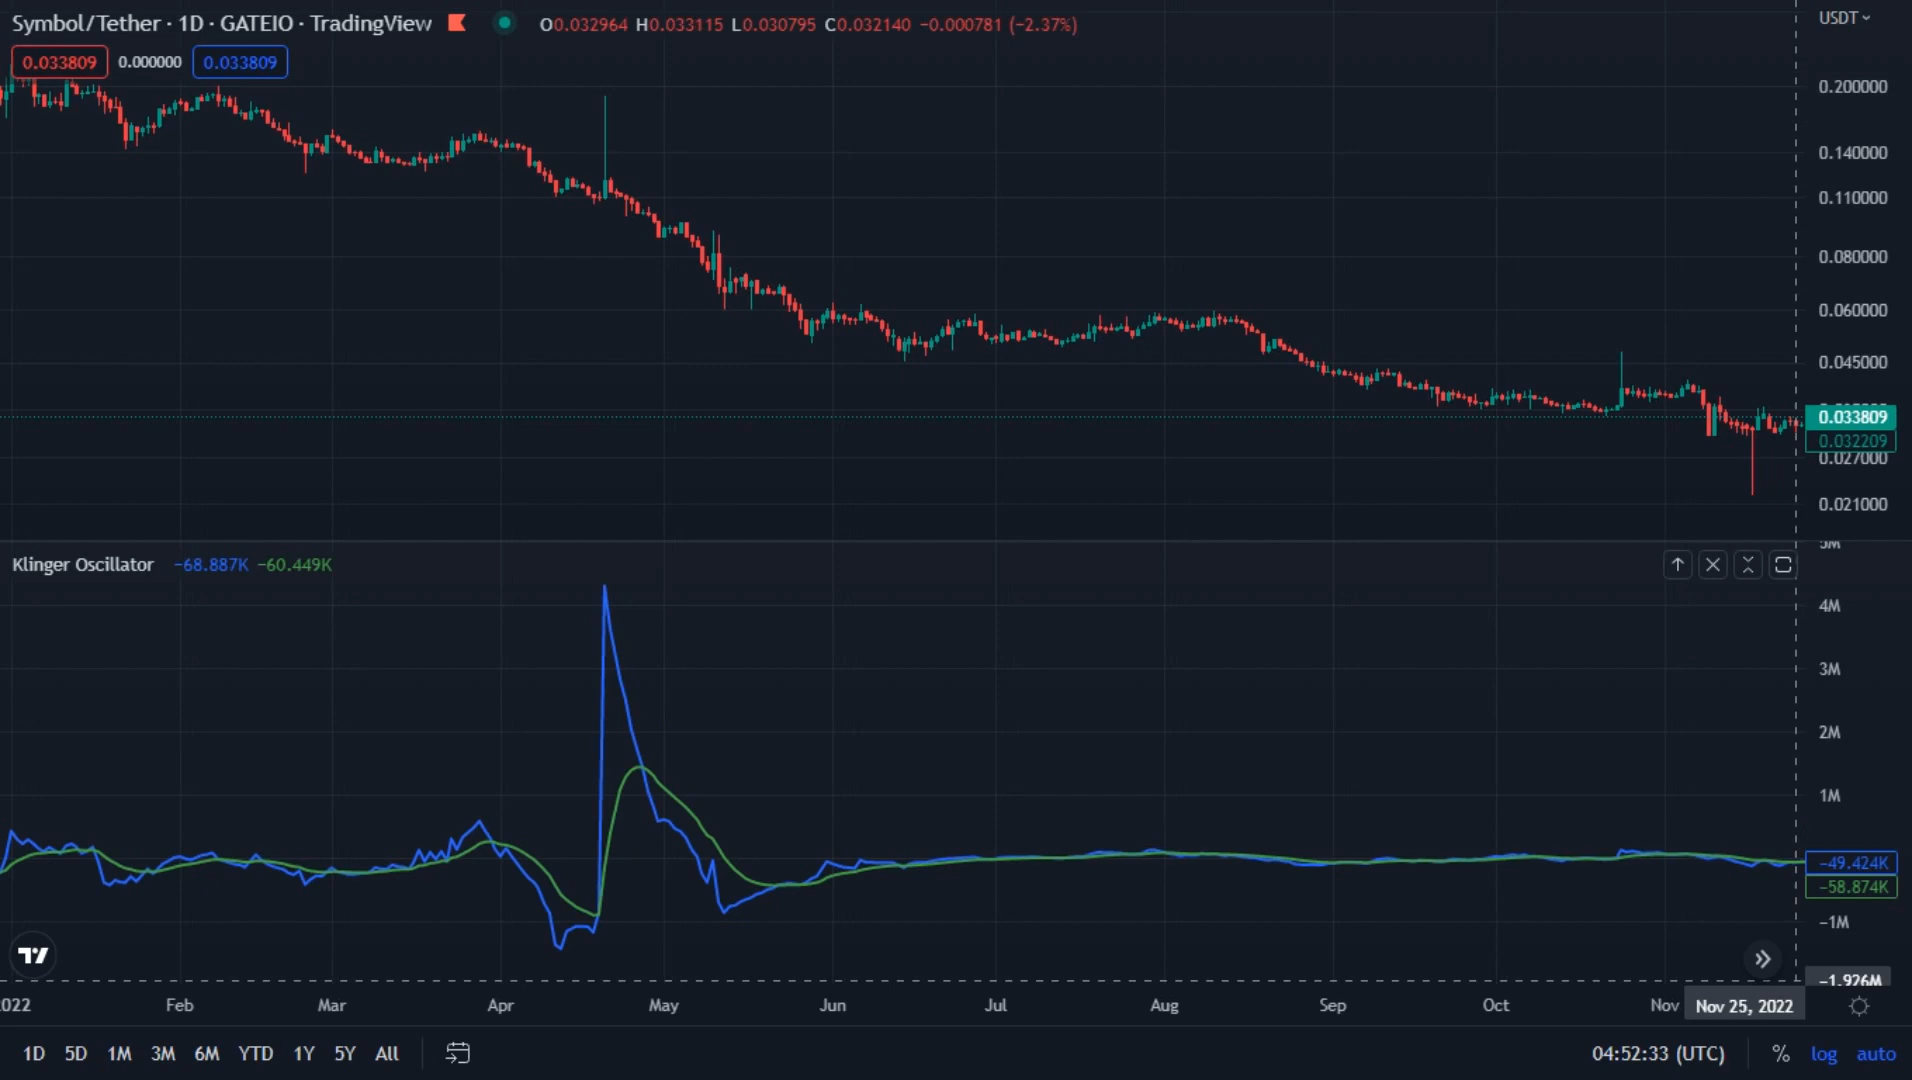 Symbol/Tether · 1D · GATEIO · TradingView O0.032964 H0.033115 L0.030795 C0.032140 −0.000781 (−2.37%) USDT
0.033809 0.000000 0.033809
0.200000
0.140000
0.110000
0.080000
0.060000
0.045000
0.033809
0.032209
0.027000
0.021000
Klinger Oscillator −68.887K −60.449K
5M
4M
3M
2M
1M
−49.424K
−58.874K
−1M
−1.926M
2022 Feb Mar Apr May Jun Jul Aug Sep Oct Nov Nov 25, 2022
1D 5D 1M 3M 6M YTD 1Y 5Y All 04:52:33 (UTC) % log auto